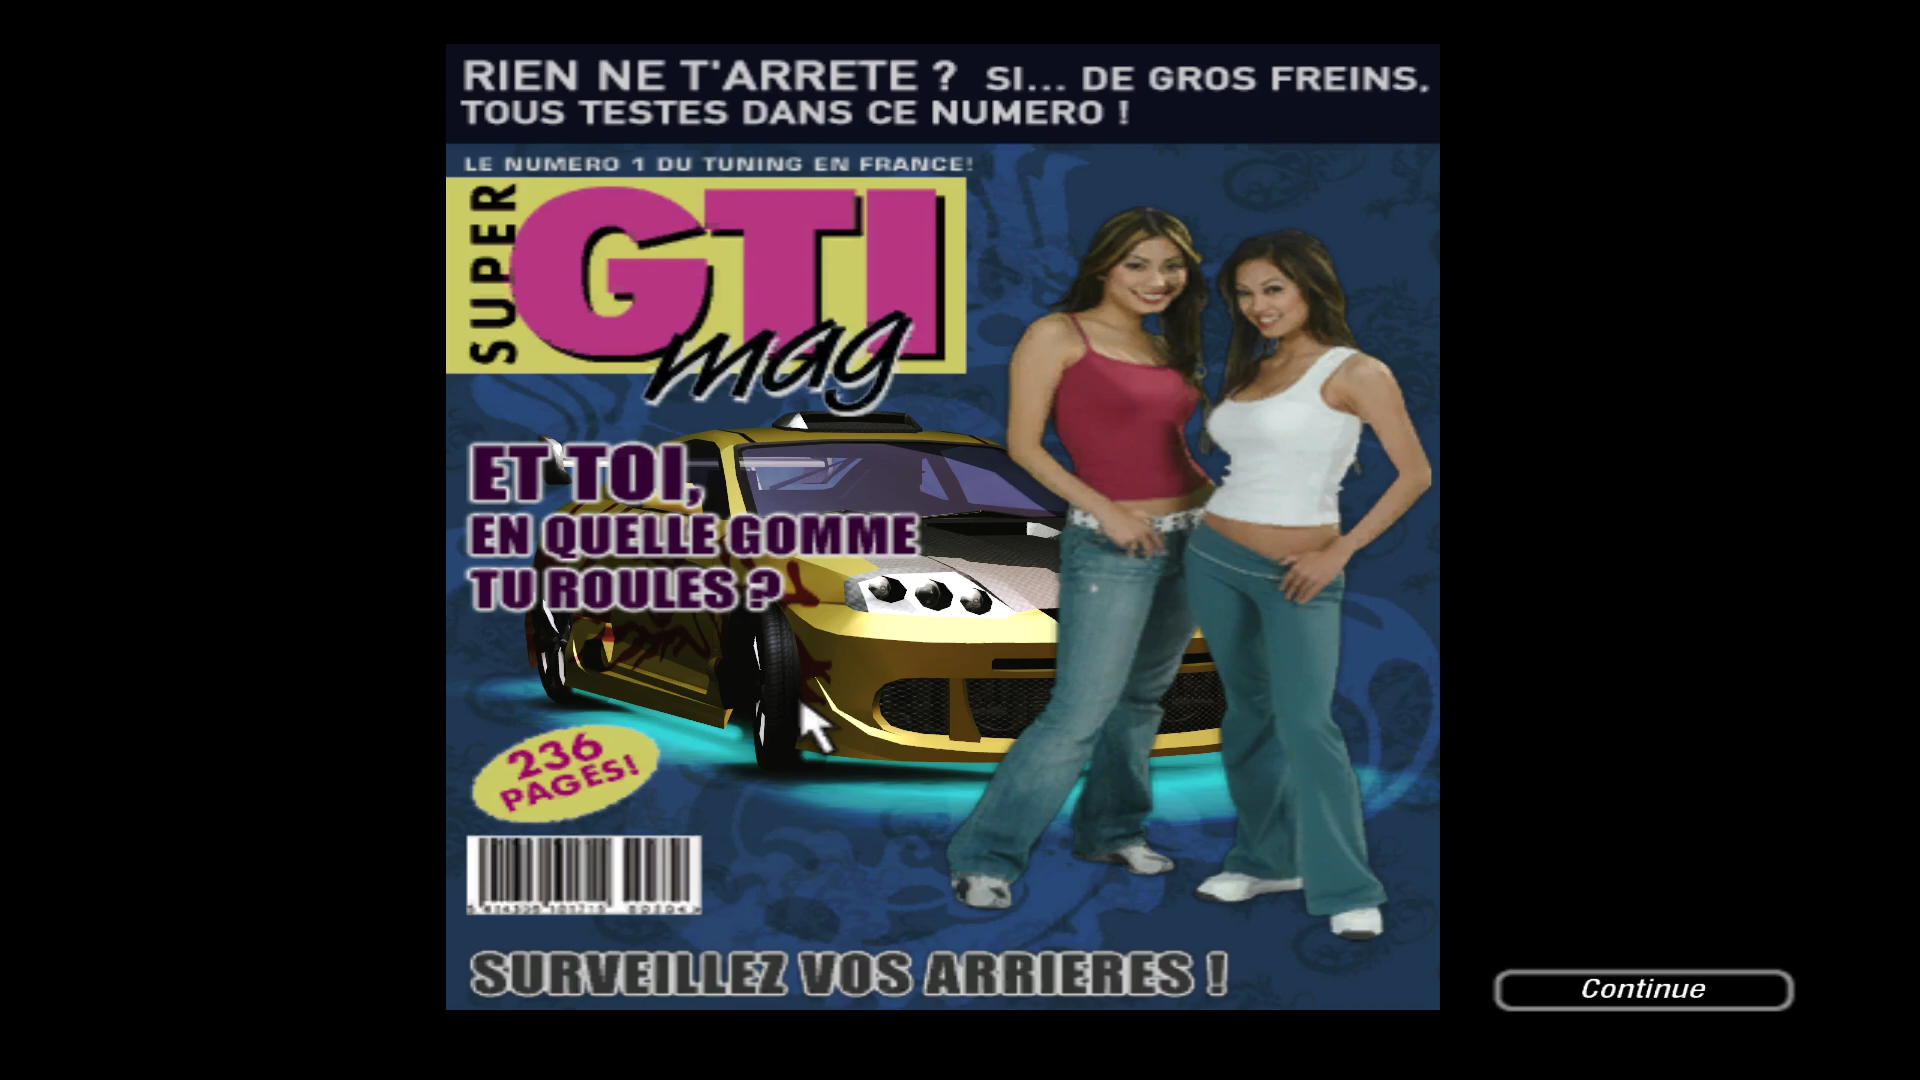 RIEN NE T'ARRETE ? SI... DE GROS FREINS,
TOUS TESTES DANS CE NUMERO !
LE NUMERO 1 DU TUNING EN FRANCE!
SUPER
GTI
mag
ET TOI,
EN QUELLE GOMME
TU ROULES ?
236
PAGES!
SURVEILLEZ VOS ARRIERES !
Continue